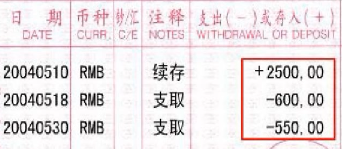 日 期 币种 钞/汇 注释 支出(-)或存入(+)
DATE CURR. C/E NOTES WITHDRAWAL OR DEPOSIT
20040510 RMB 续存 +2500.00
20040518 RMB 支取 -600.00
20040530 RMB 支取 -550.00